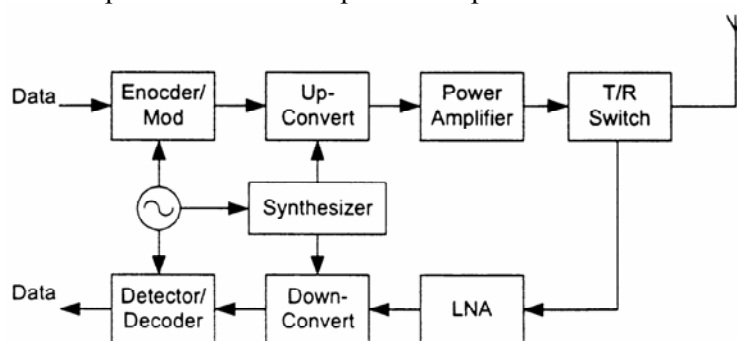 Data
Enocder/
Mod
Up-
Convert
Power
Amplifier
T/R
Switch
Synthesizer
Data
Detector/
Decoder
Down-
Convert
LNA